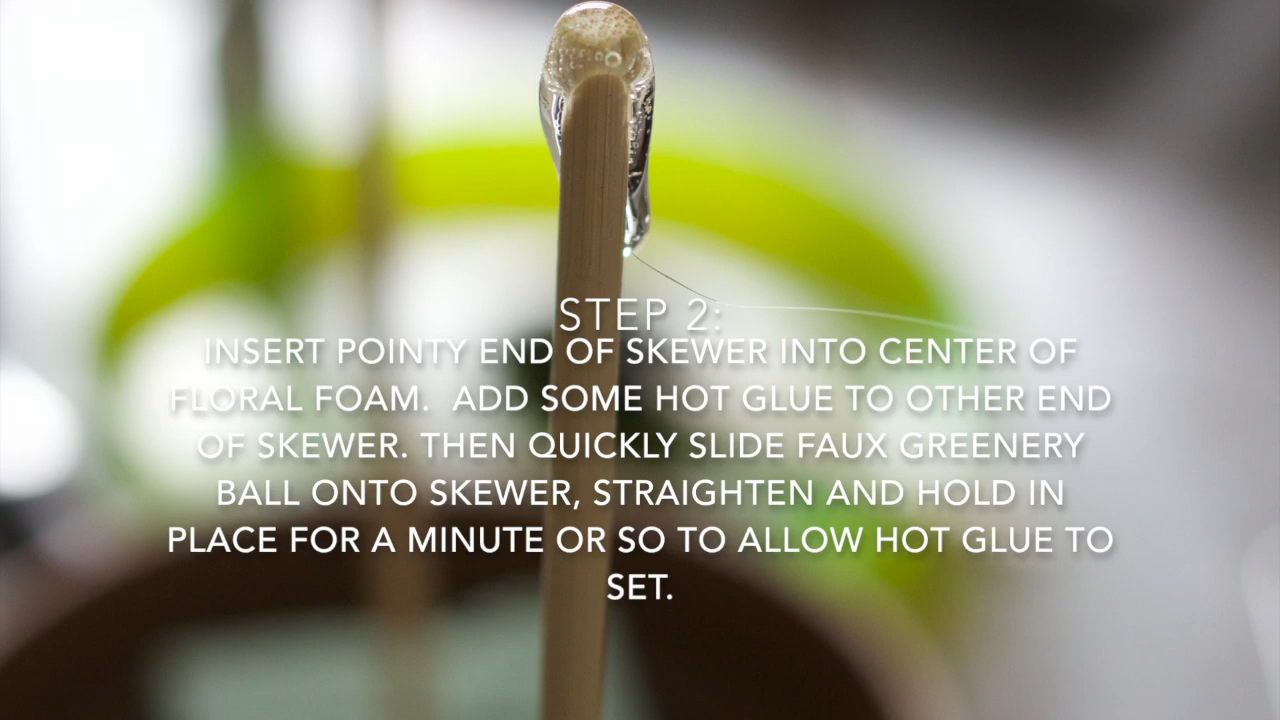 STEP 2:
INSERT POINTY END OF SKEWER INTO CENTER OF
FLORAL FOAM.  ADD SOME HOT GLUE TO OTHER END
OF SKEWER. THEN QUICKLY SLIDE FAUX GREENERY
BALL ONTO SKEWER, STRAIGHTEN AND HOLD IN
PLACE FOR A MINUTE OR SO TO ALLOW HOT GLUE TO
SET.